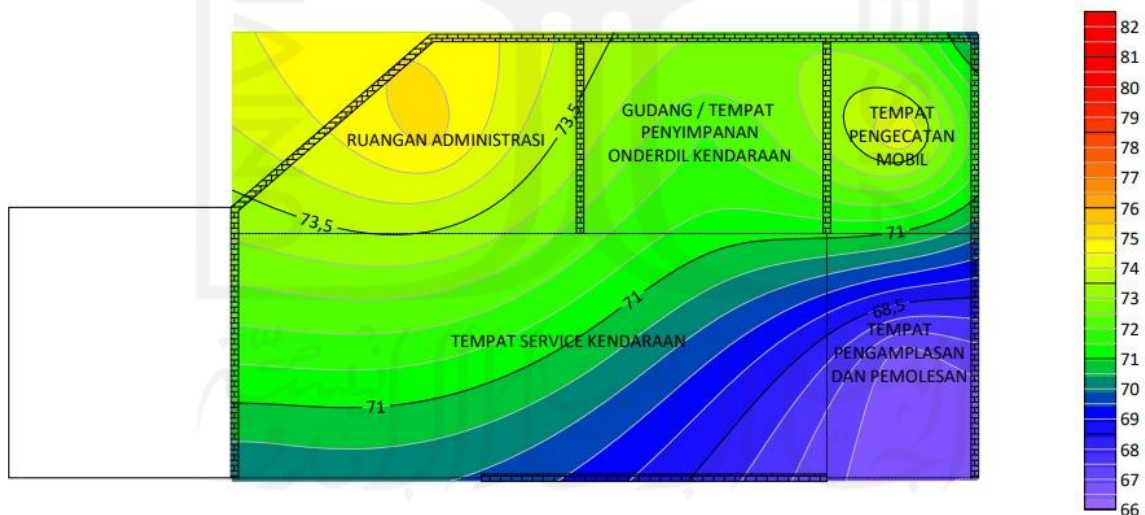 RUANGAN ADMINISTRASI
GUDANG / TEMPAT
PENYIMPANAN
ONDERDIL KENDARAAN
TEMPAT
PENGECATAN
MOBIL
73,5
73,5
71
71
71
68,5
TEMPAT SERVICE KENDARAAN
TEMPAT
PENGAMPLASAN
DAN PEMOLESAN
82
81
80
79
78
77
76
75
74
73
72
71
70
69
68
67
66